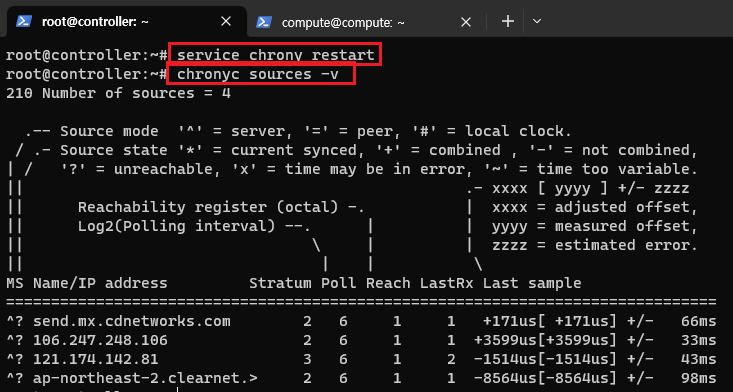 root@controller: ~ compute@compute: ~
root@controller:~# service chrony restart
root@controller:~# chronyc sources -v
210 Number of sources = 4
  .-- Source mode  '^' = server, '=' = peer, '#' = local clock.
 / .- Source state '*' = current synced, '+' = combined , '-' = not combined,
| /   '?' = unreachable, 'x' = time may be in error, '~' = time too variable.
||                                                 .- xxxx [ yyyy ] +/- zzzz
||      Reachability register (octal) -.           |  xxxx = adjusted offset,
||      Log2(Polling interval) --.      |          |  yyyy = measured offset,
||                                \     |          |  zzzz = estimated error.
||                                 |    |           \
MS Name/IP address         Stratum Poll Reach LastRx Last sample
===============================================================================
^? send.mx.cdnetworks.com        2   6     1     1   +171us[ +171us] +/-   66ms
^? 106.247.248.106               2   6     1     1  +3599us[+3599us] +/-   33ms
^? 121.174.142.81                3   6     1     2  -1514us[-1514us] +/-   43ms
^? ap-northeast-2.clearnet.>     2   6     1     1  -8564us[-8564us] +/-   98ms